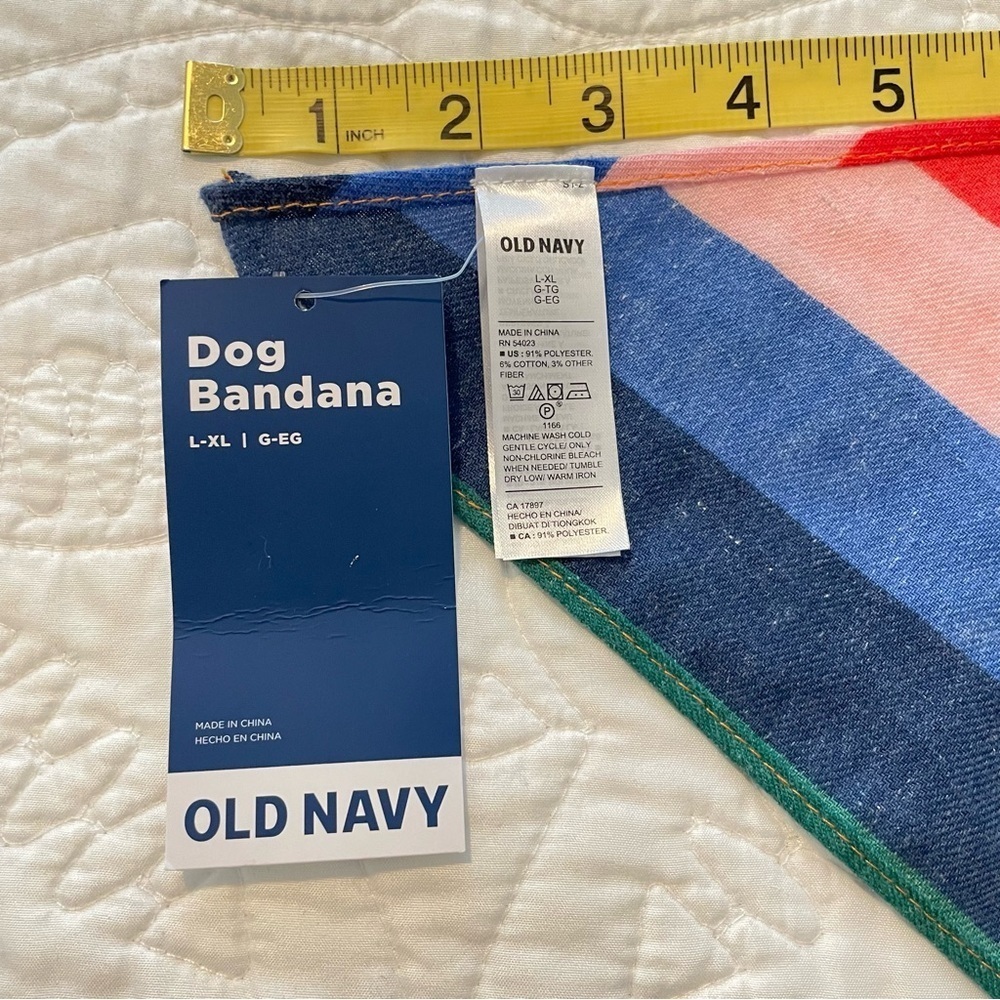 1 INCH 2 3 4 5
OLD NAVY
L-XL
G-TG
G-EG
MADE IN CHINA
RN 54023
■ US : 91% POLYESTER,
6% COTTON, 3% OTHER
FIBER
30
P
1166
MACHINE WASH COLD
GENTLE CYCLE/ ONLY
NON-CHLORINE BLEACH
WHEN NEEDED/ TUMBLE
DRY LOW/ WARM IRON
CA 17897
HECHO EN CHINA/
DIBUAT DI TIONGKOK
■ CA : 91% POLYESTER,
Dog
Bandana
L-XL | G-EG
MADE IN CHINA
HECHO EN CHINA
OLD NAVY